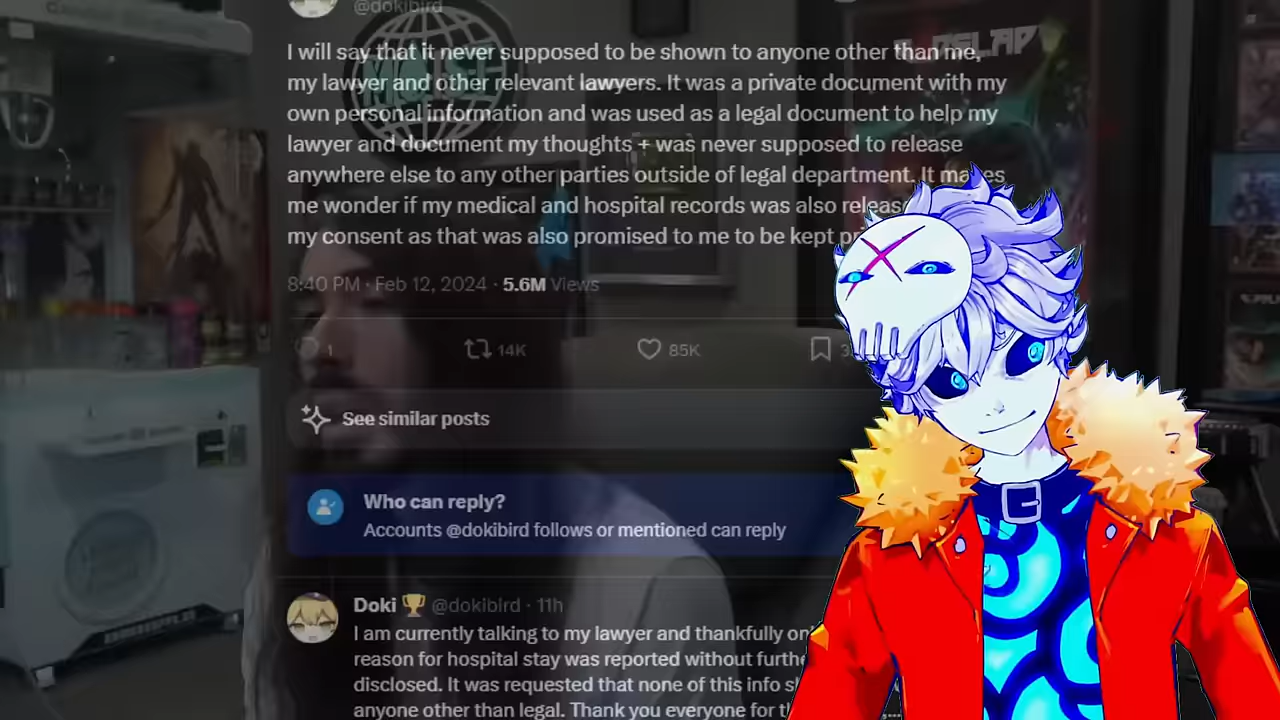 @dokibird
I will say that it never supposed to be shown to anyone other than me,
my lawyer and other relevant lawyers. It was a private document with my
own personal information and was used as a legal document to help my
lawyer and document my thoughts + was never supposed to release
anywhere else to any other parties outside of legal department. It makes
me wonder if my medical and hospital records was also
my consent as that was also promised to me to be kept
8:40 PM · Feb 12, 2024 · 5.6M Views
1 14K 85K
See similar posts
Who can reply?
Accounts @dokibird follows or mentioned can reply
Doki 🏆 @dokibird · 11h
I am currently talking to my lawyer and thankfully
reason for hospital stay was reported without
disclosed. It was requested that none of this info
anyone other than legal. Thank you everyone for